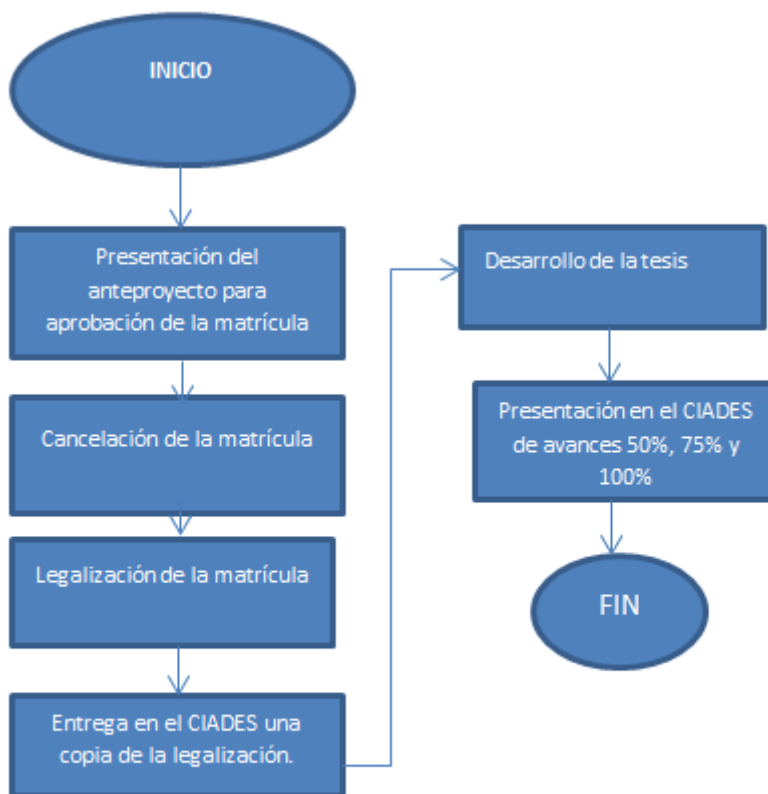 INICIO
Presentación del
anteproyecto para
aprobación de la matrícula
Cancelación de la matrícula
Legalización de la matrícula
Entrega en el CIADES una
copia de la legalización.
Desarrollo de la tesis
Presentación en el CIADES
de avances 50%, 75% y
100%
FIN